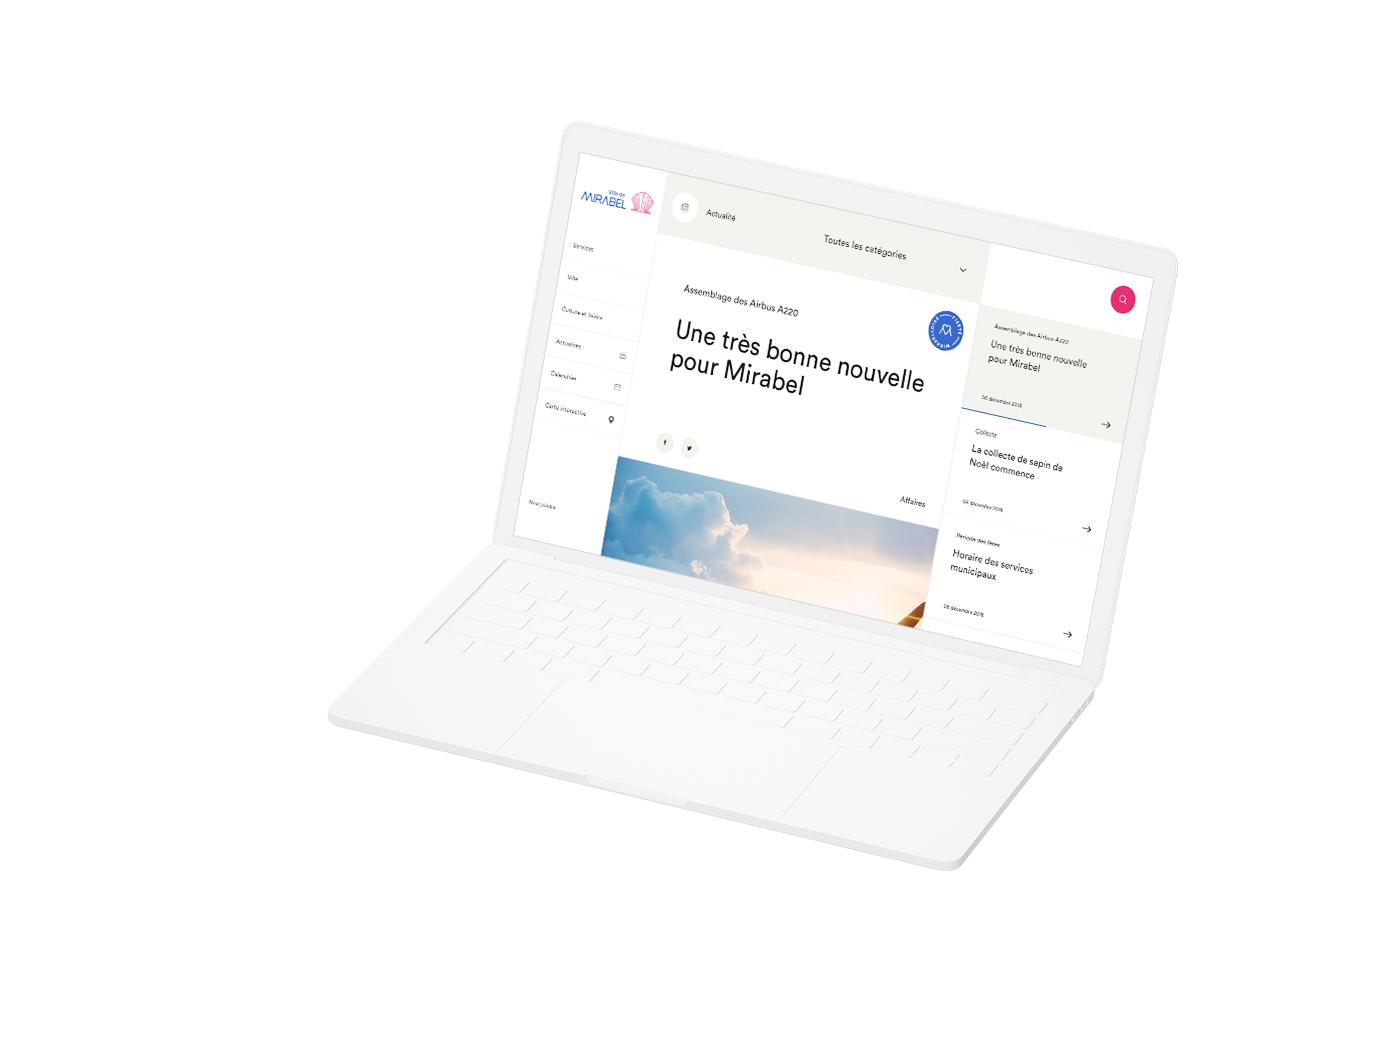 Ville de
MIRABEL
Services
Ville
Culture et loisirs
Actualités
Calendrier
Carte interactive
Nous joindre
Actualité
Toutes les catégories
Assemblage des Airbus A220
Une très bonne nouvelle
pour Mirabel
FIERTÉ
MIRABELLOISE
Affaires
Assemblage des Airbus A220
Une très bonne nouvelle
pour Mirabel
06 décembre 2018
Collecte
La collecte de sapin de
Noël commence
06 décembre 2018
Période des fêtes
Horaire des services
municipaux
06 décembre 2018